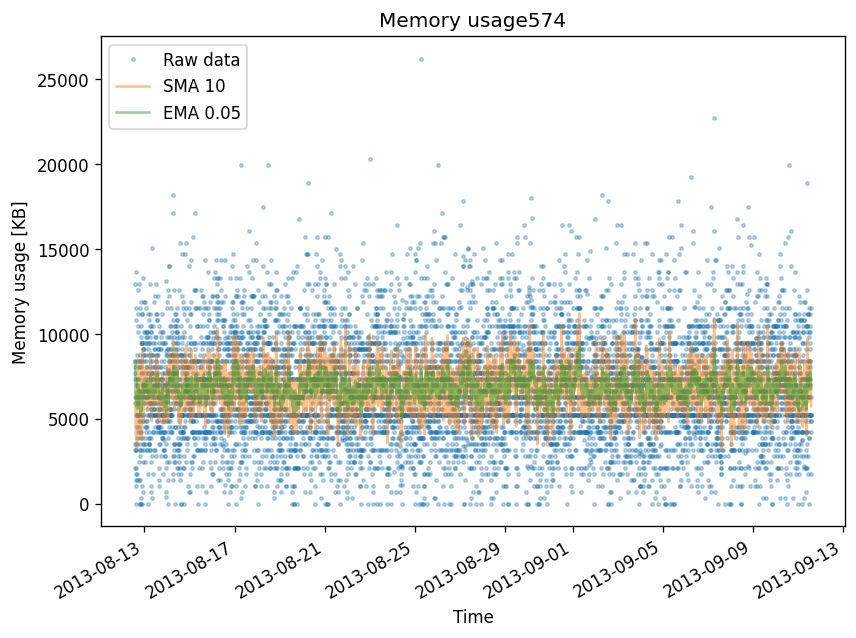 Memory usage574
Raw data
SMA 10
EMA 0.05
Memory usage [KB]
25000
20000
15000
10000
5000
0
2013-08-13
2013-08-17
2013-08-21
2013-08-25
2013-08-29
2013-09-01
2013-09-05
2013-09-09
2013-09-13
Time